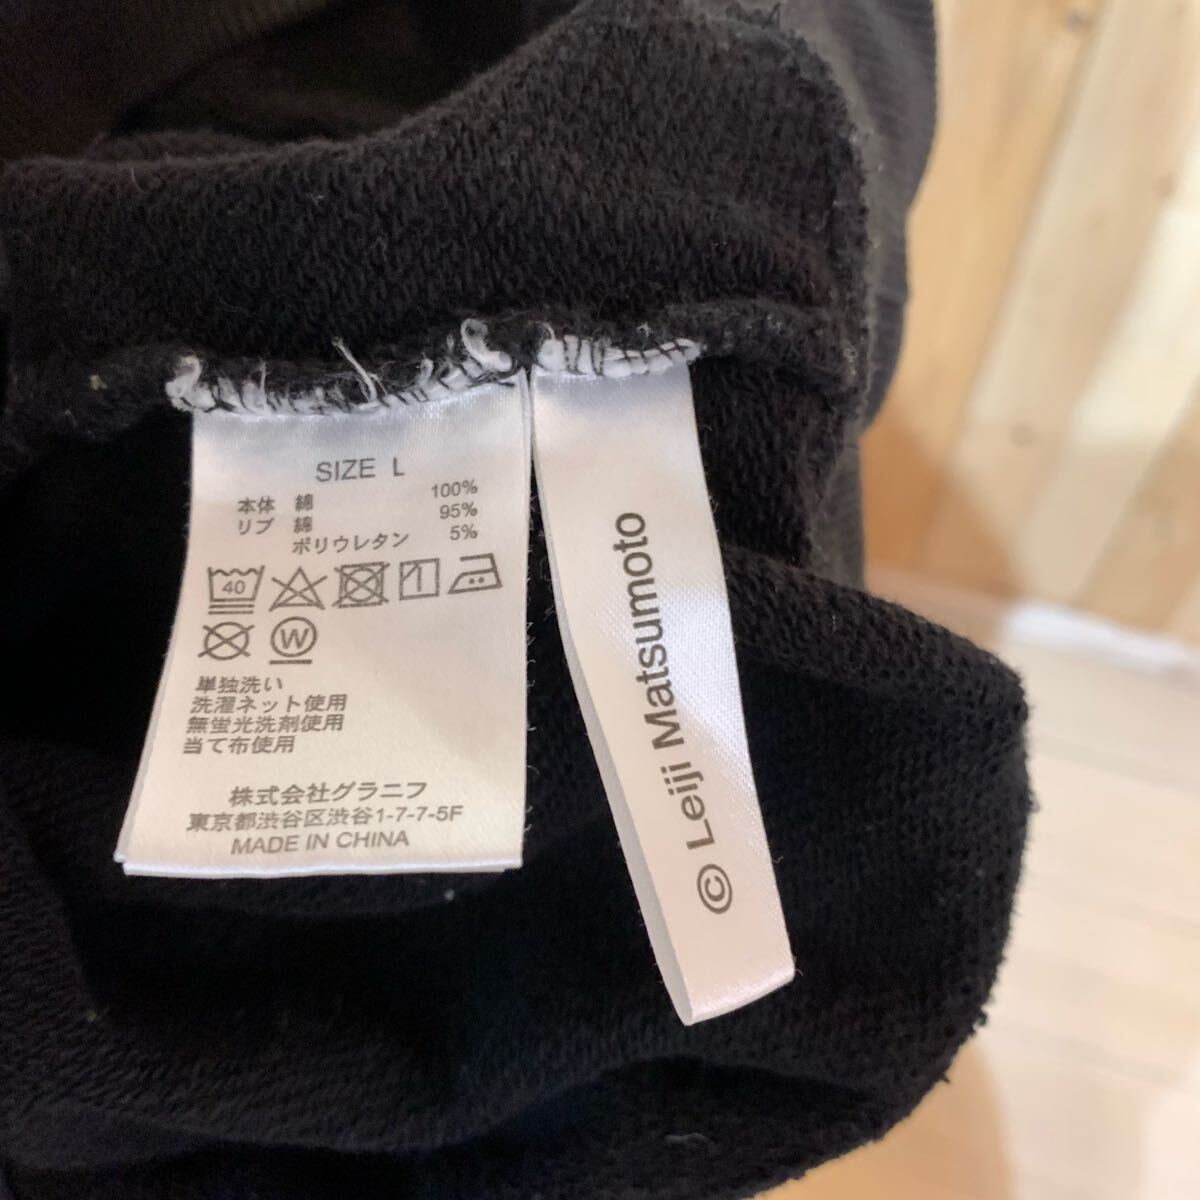 SIZE L
本体 綿 100%
リブ 綿 95%
ポリウレタン 5%
40
W
単独洗い
洗濯ネット使用
無蛍光洗剤使用
当て布使用
株式会社グラニフ
東京都渋谷区渋谷1-7-7-5F
MADE IN CHINA
© Leiji Matsumoto